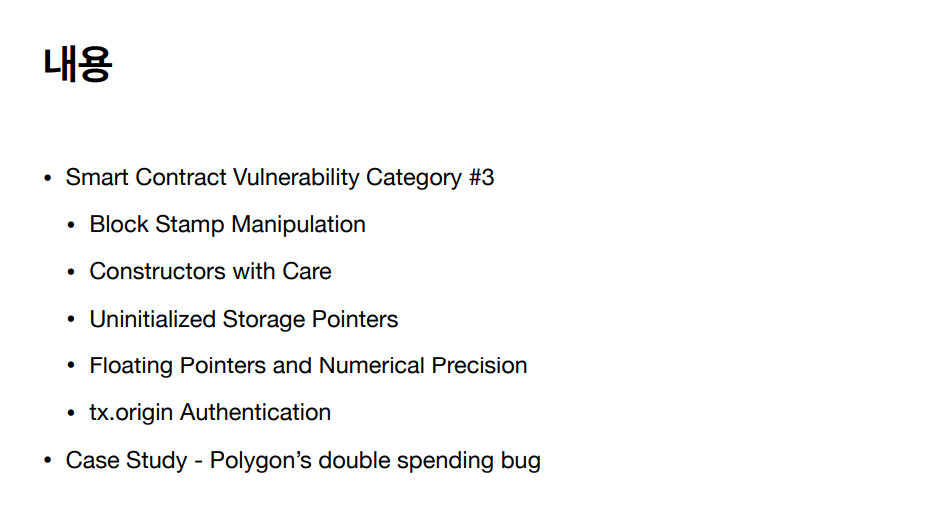 내용
• Smart Contract Vulnerability Category #3
• Block Stamp Manipulation
• Constructors with Care
• Uninitialized Storage Pointers
• Floating Pointers and Numerical Precision
• tx.origin Authentication
• Case Study - Polygon’s double spending bug